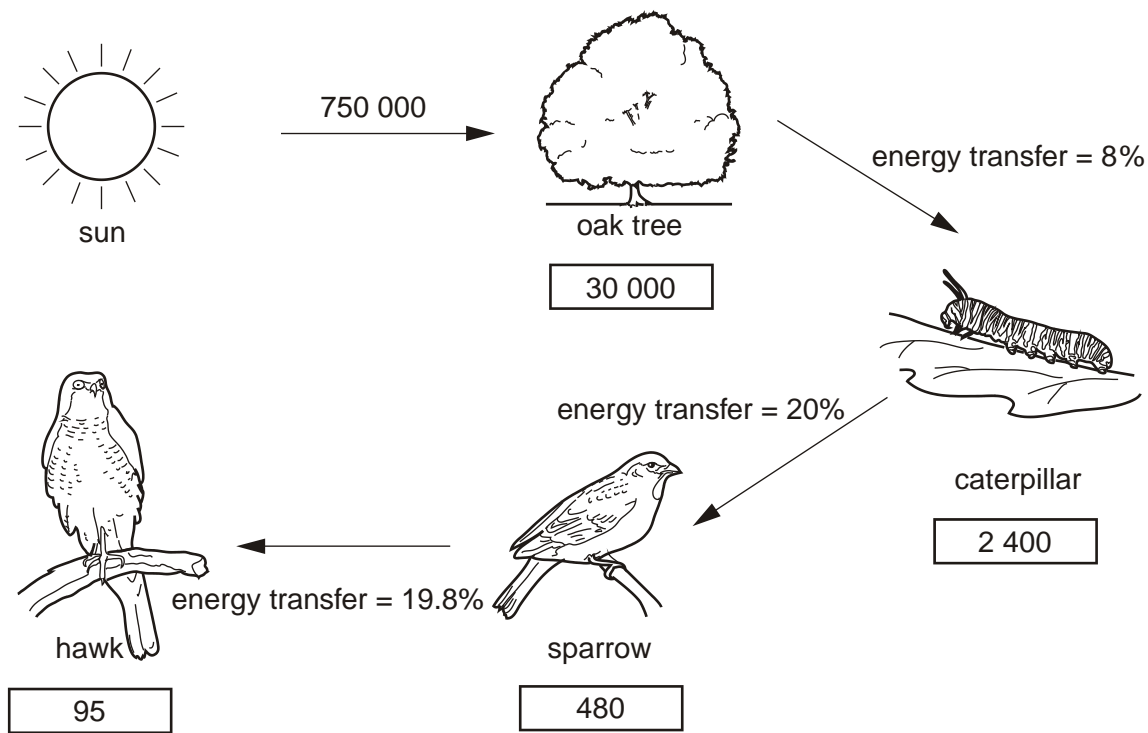 750 000
sun
oak tree
30 000
energy transfer = 8%
caterpillar
2 400
energy transfer = 20%
sparrow
480
energy transfer = 19.8%
hawk
95